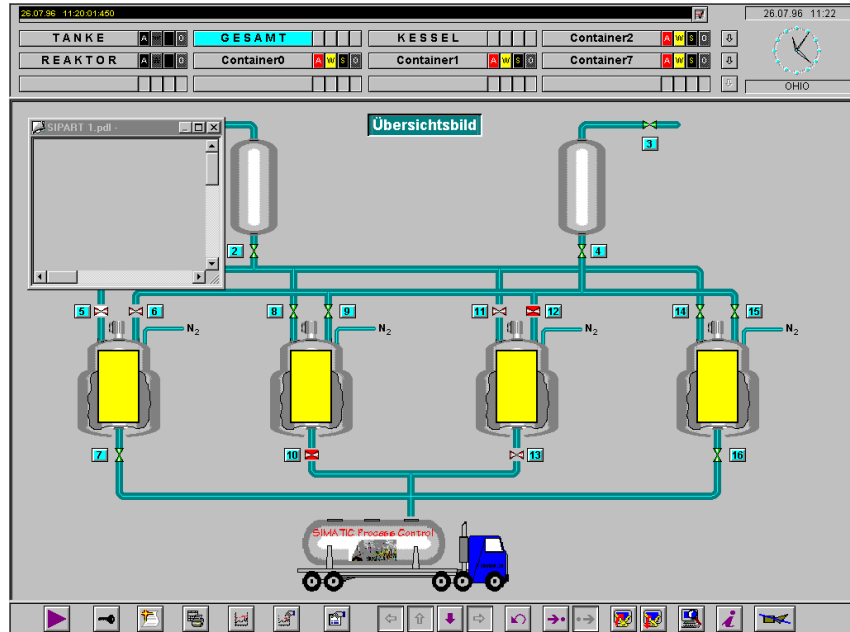 26.07.96 11:20:01:450
26.07.96 11:22
TANKE A W O
GESAMT
KESSEL
Container2 A W S O
REAKTOR A W O
Container0 A W S O
Container1 A W S O
Container7 A W S O
OHIO
SIPART 1.pdl -
Übersichtsbild
3
2
4
5
6
8
9
11
12
14
15
N2
N2
N2
N2
7
10
13
16
SIMATIC Process Control